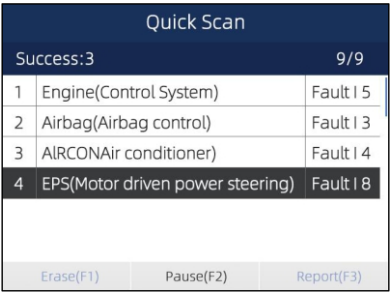 Quick Scan
Success:3 9/9
1 Engine(Control System) Fault I 5
2 Airbag(Airbag control) Fault I 3
3 AIRCONAir conditioner) Fault I 4
4 EPS(Motor driven power steering) Fault I 8
Erase(F1) Pause(F2) Report(F3)